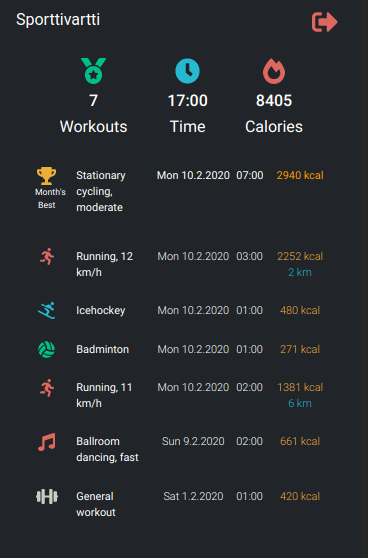 Sporttivartti
7 17:00 8405
Workouts Time Calories
Month's Best
Stationary cycling, moderate Mon 10.2.2020 07:00 2940 kcal
Running, 12 km/h Mon 10.2.2020 03:00 2252 kcal
2 km
Icehockey Mon 10.2.2020 01:00 480 kcal
Badminton Mon 10.2.2020 01:00 271 kcal
Running, 11 km/h Mon 10.2.2020 02:00 1381 kcal
6 km
Ballroom dancing, fast Sun 9.2.2020 02:00 661 kcal
General workout Sat 1.2.2020 01:00 420 kcal